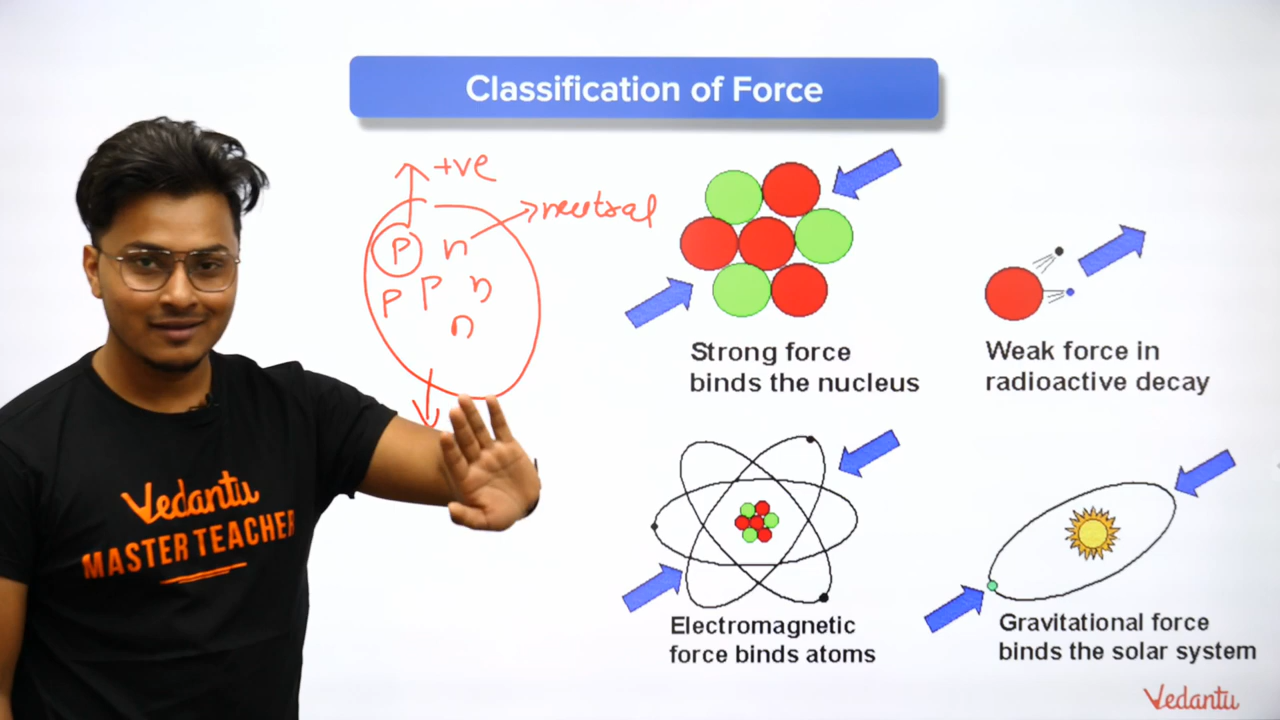 Classification of Force
+ve
neutral
P n
P P n
n
Strong force
binds the nucleus
Weak force in
radioactive decay
Electromagnetic
force binds atoms
Gravitational force
binds the solar system
Vedantu
MASTER TEACHER
Vedantu